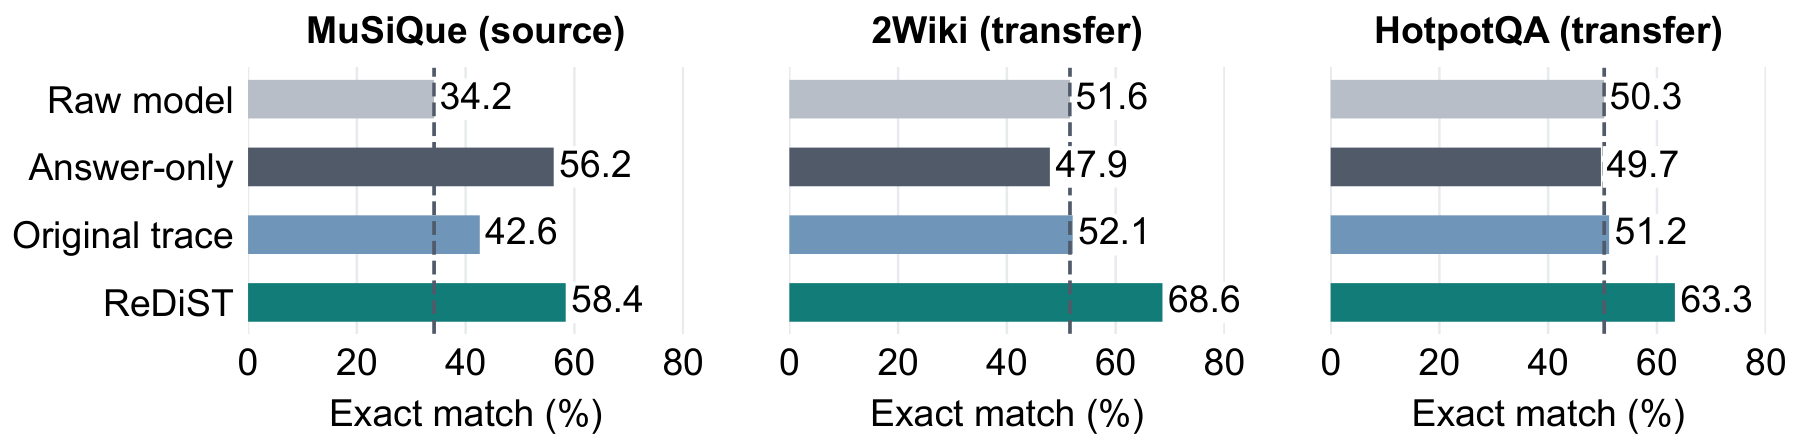 MuSiQue (source) 2Wiki (transfer) HotpotQA (transfer)
Raw model 34.2 51.6 50.3
Answer-only 56.2 47.9 49.7
Original trace 42.6 52.1 51.2
ReDiST 58.4 68.6 63.3
0 20 40 60 80 0 20 40 60 80 0 20 40 60 80
Exact match (%) Exact match (%) Exact match (%)